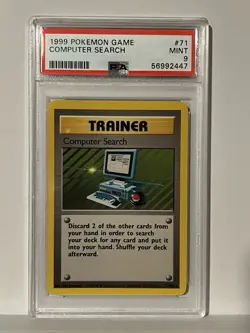 1999 POKEMON GAME #71
COMPUTER SEARCH MINT
9
PSA 56992447
TRAINER
Computer Search
Discard 2 of the other cards from
your hand in order to search
your deck for any card and put it
into your hand. Shuffle your deck
afterward.